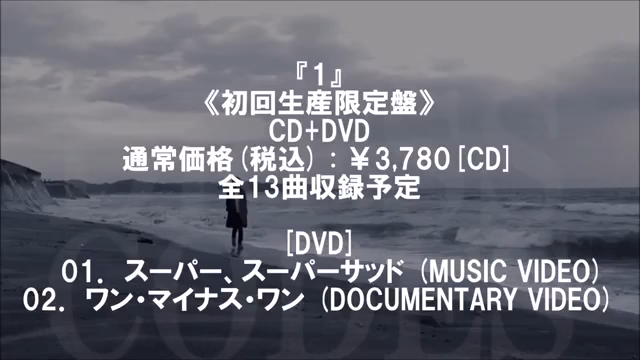 『1』
《初回生産限定盤》
CD+DVD
通常価格(税込)：￥3,780[CD]
全13曲収録予定
[DVD]
01. スーパー、スーパーサッド (MUSIC VIDEO)
02. ワン・マイナス・ワン (DOCUMENTARY VIDEO)
CODES